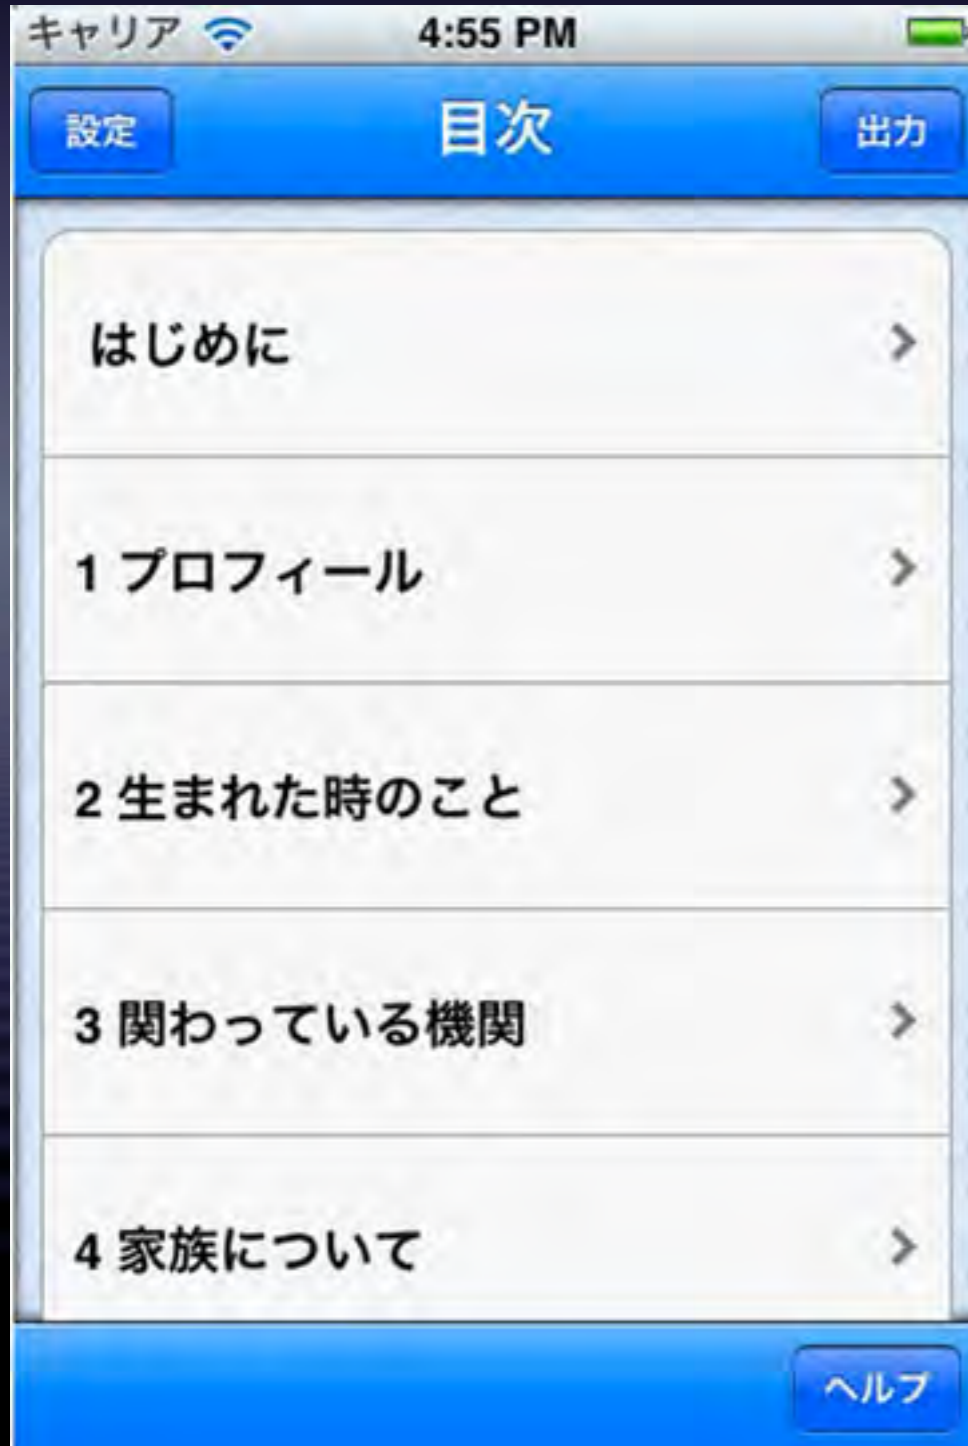 キャリア 4:55 PM
設定 目次 出力
はじめに
1 プロフィール
2 生まれた時のこと
3 関わっている機関
4 家族について
ヘルプ